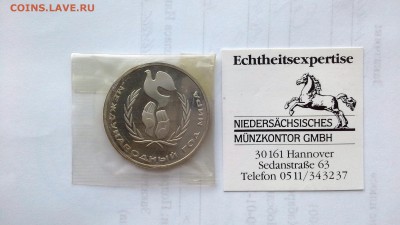 COINS.LAVE.RU
МЕЖДУНАРОДНЫЙ ГОД МИРА
Echtheitsexpertise
NIEDERSÄCHSISCHES
MÜNZKONTOR GMBH
30161 Hannover
Sedanstraße 63
Telefon 0511/343237